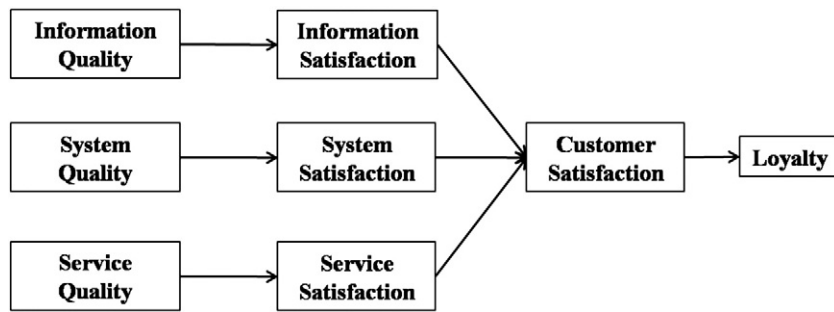 Information
Quality
Information
Satisfaction
System
Quality
System
Satisfaction
Customer
Satisfaction
Loyalty
Service
Quality
Service
Satisfaction